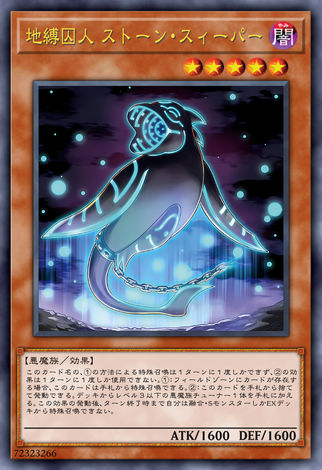 地縛囚人 ストーン・スィーパー
やみ
闇
【悪魔族／効果】
このカード名の、①の方法による特殊召喚は１ターンに１度しかできず、②の効
果は１ターンに１度しか使用できない。①：フィールドゾーンにカードが存在す
る場合、このカードは手札から特殊召喚できる。②：このカードを手札から捨て
て発動できる。デッキからレベル３以下の悪魔族チューナー１体を手札に加え
る。この効果の発動後、ターン終了時まで自分は融合・Sモンスターしか EXデッ
キから特殊召喚できない。
ATK/1600 DEF/1600
72323266